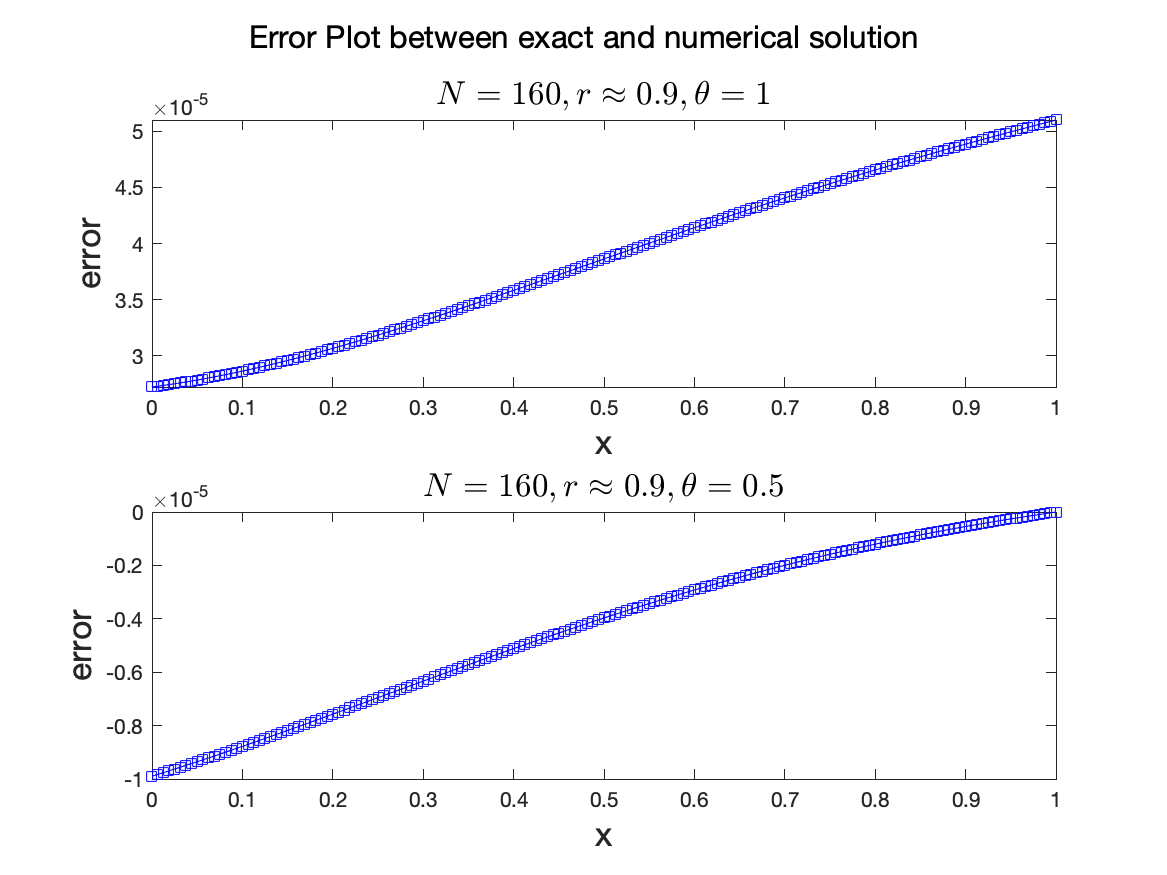 Error Plot between exact and numerical solution
N = 160, r ≈ 0.9, θ = 1
×10⁻⁵
5
4.5
4
3.5
3
error
0 0.1 0.2 0.3 0.4 0.5 0.6 0.7 0.8 0.9 1
x
N = 160, r ≈ 0.9, θ = 0.5
×10⁻⁵
0
-0.2
-0.4
-0.6
-0.8
-1
error
0 0.1 0.2 0.3 0.4 0.5 0.6 0.7 0.8 0.9 1
x